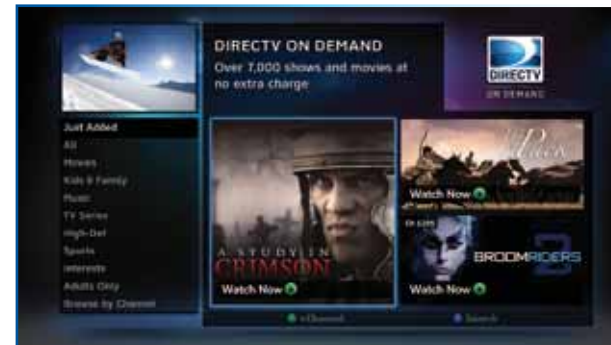 DIRECTV ON DEMAND
Over 7,000 shows and movies at
no extra charge
DIRECTV
ON DEMAND
Just Added
All
Movies
Kids & Family
Music
TV Series
High-Def
Sports
Interests
Adults Only
Browse by Channel
A STUDY IN
CRIMSON
Watch Now
Watch Now
BROOMRIDERS
2
Watch Now
Search